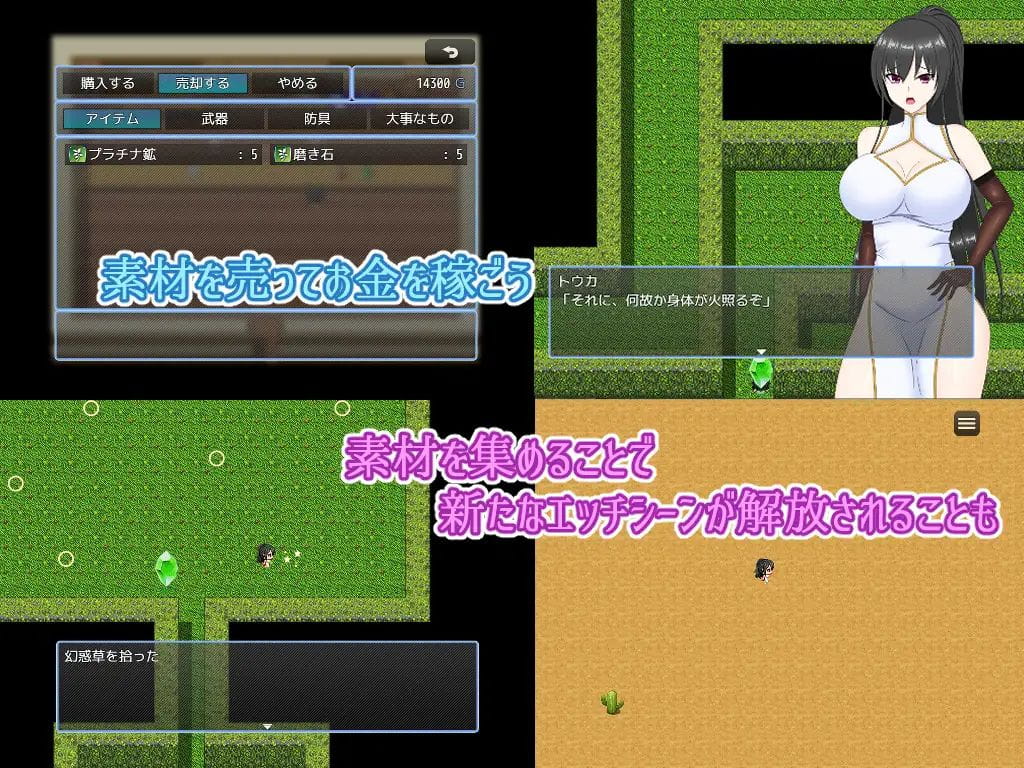 購入する 売却する やめる 14300 G
アイテム 武器 防具 大事なもの
プラチナ鉱 : 5 磨き石 : 5
素材を売ってお金を稼ごう
トウカ
「それに、何故か身体が火照るぞ」
素材を集めることで
新たなエッチシーンが解放されることも
幻惑草を拾った